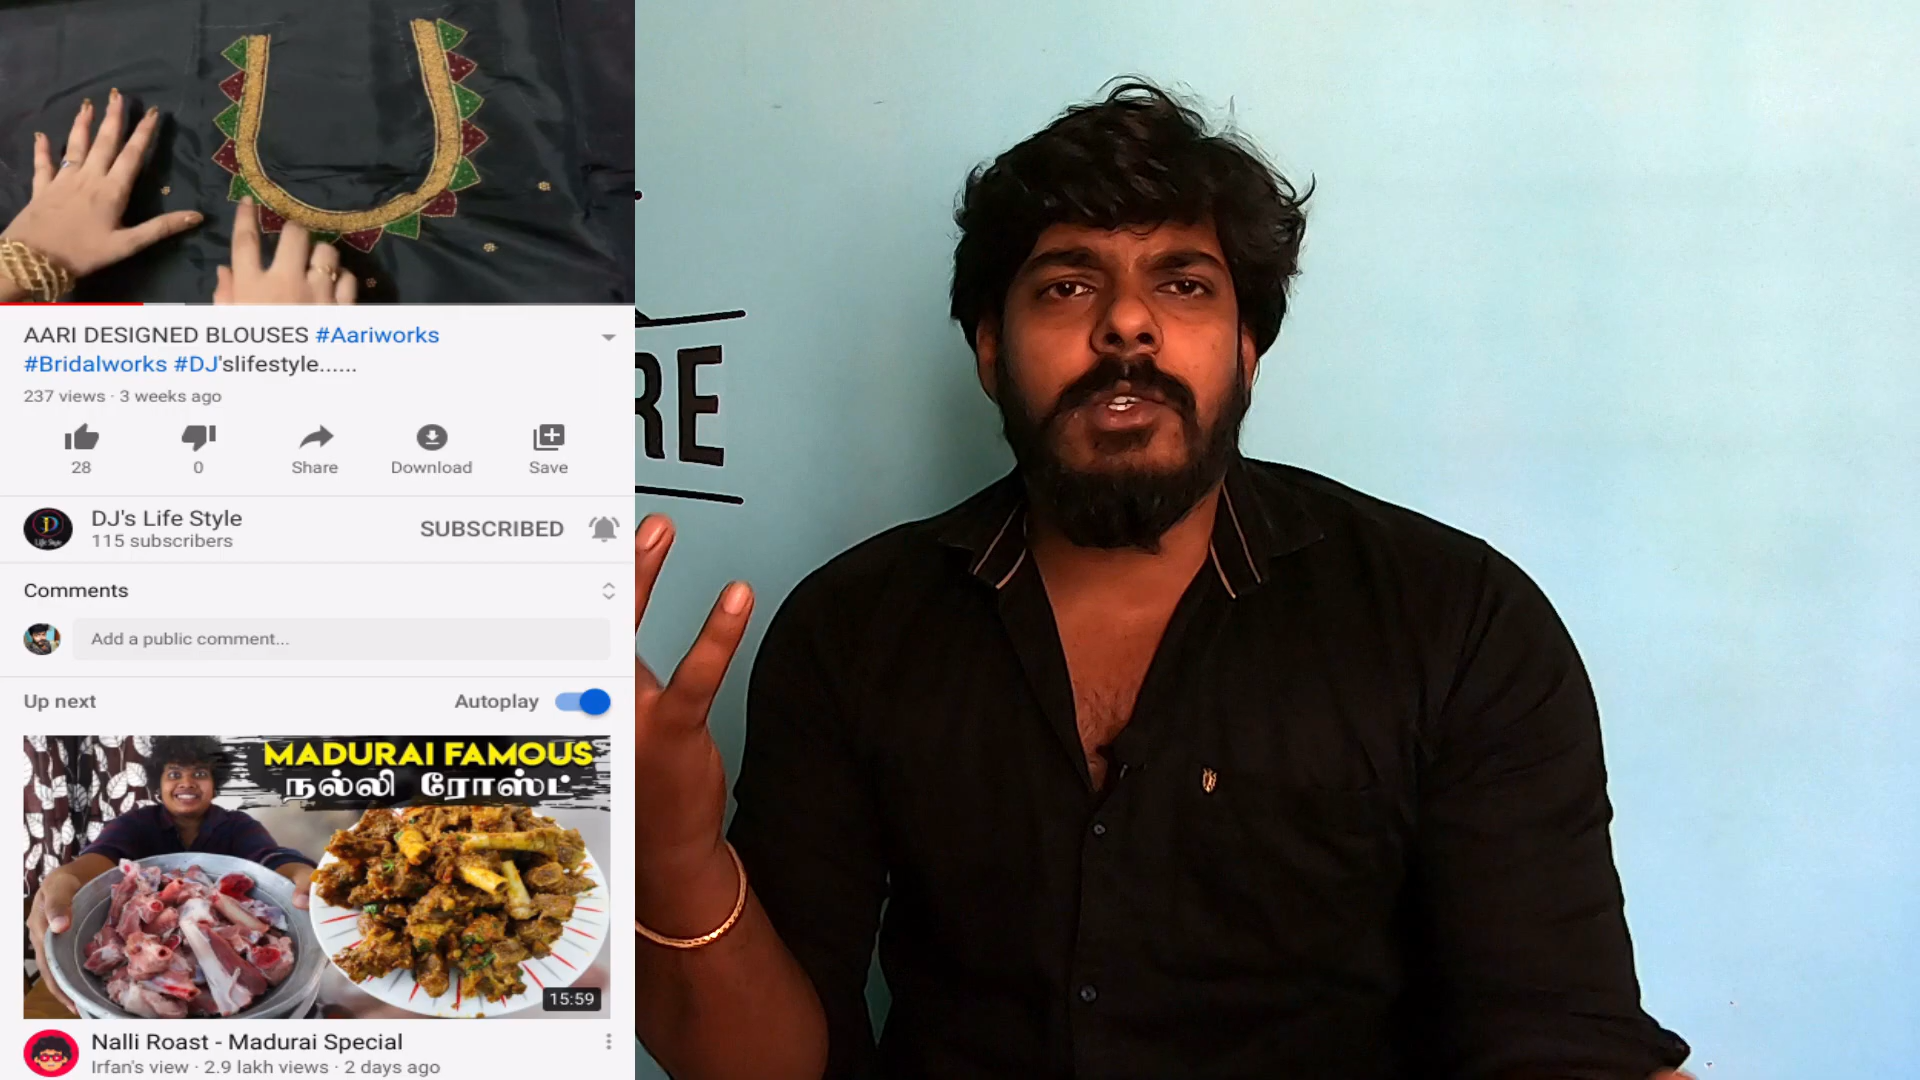 AARI DESIGNED BLOUSES #Aariworks
#Bridalworks #DJ'slifestyle......
237 views · 3 weeks ago
28
0
Share
Download
Save
DJ's Life Style
115 subscribers
SUBSCRIBED
Comments
Add a public comment...
Up next
Autoplay
MADURAI FAMOUS
நல்லி ரோஸ்ட்
15:59
Nalli Roast - Madurai Special
Irfan's view · 2.9 lakh views · 2 days ago
RE